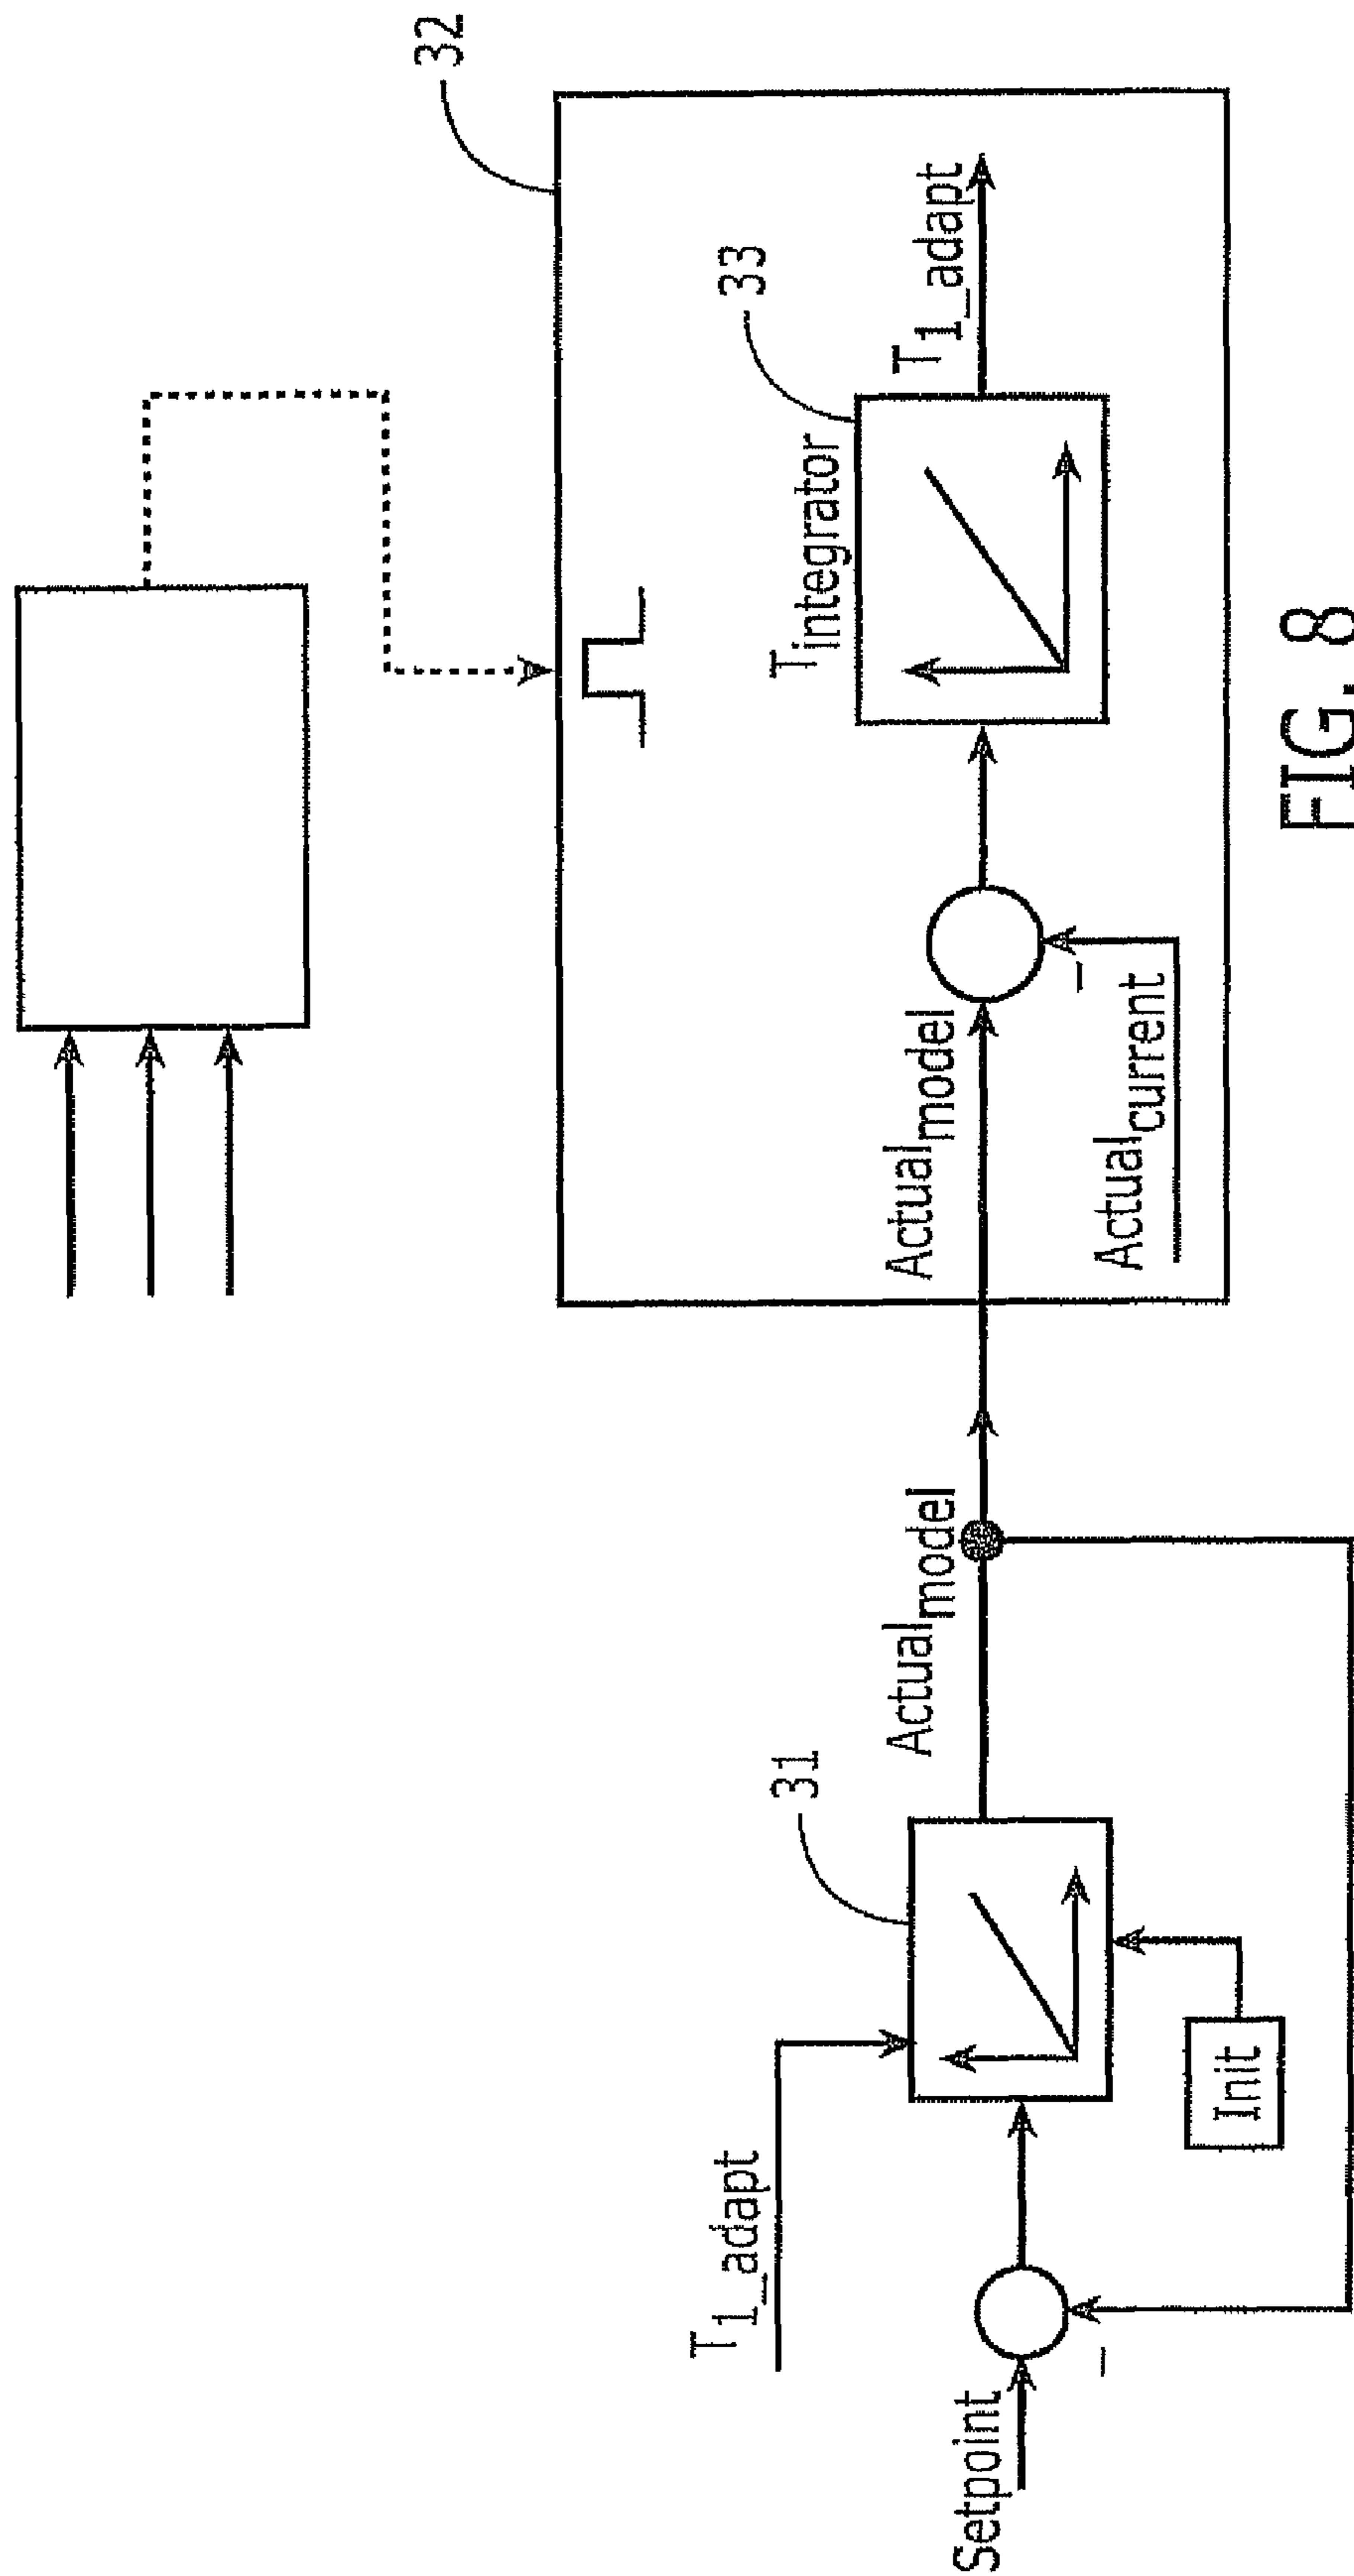 32
33
T1_adapt
Tintegrator
Actualmodel
Actualcurrent
Actualmodel
31
T1_adapt
Init
Setpoint
FIG. 8